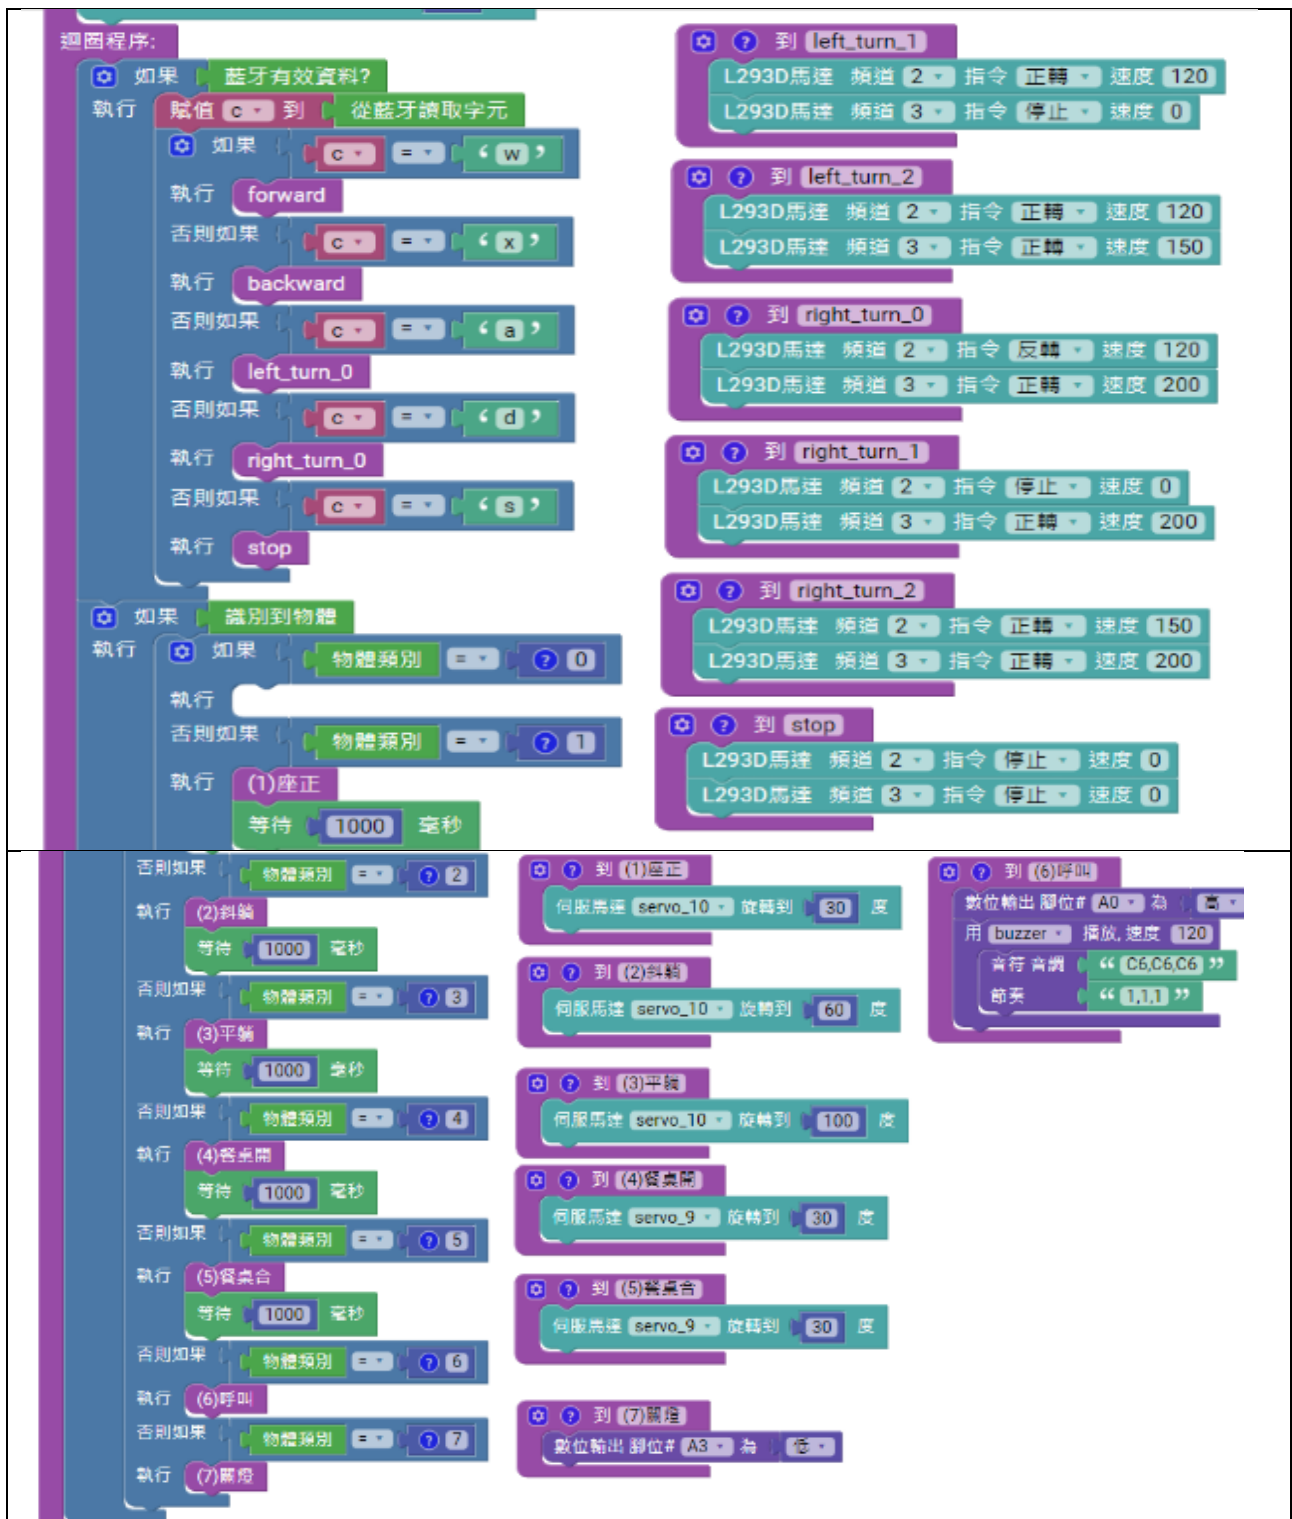 迴圈程序:
如果 藍牙有效資料?
執行 賦值 c 到 從藍牙讀取字元
如果 c = ‘ w ’
執行 forward
否則如果 c = ‘ x ’
執行 backward
否則如果 c = ‘ a ’
執行 left_turn_0
否則如果 c = ‘ d ’
執行 right_turn_0
否則如果 c = ‘ s ’
執行 stop
如果 識別到物體
執行 如果 物體類別 = ? 0
執行
否則如果 物體類別 = ? 1
執行 (1)座正
等待 1000 毫秒
? 到 left_turn_1
L293D馬達 頻道 2 指令 正轉 速度 120
L293D馬達 頻道 3 指令 停止 速度 0
? 到 left_turn_2
L293D馬達 頻道 2 指令 正轉 速度 120
L293D馬達 頻道 3 指令 正轉 速度 150
? 到 right_turn_0
L293D馬達 頻道 2 指令 反轉 速度 120
L293D馬達 頻道 3 指令 正轉 速度 200
? 到 right_turn_1
L293D馬達 頻道 2 指令 停止 速度 0
L293D馬達 頻道 3 指令 正轉 速度 200
? 到 right_turn_2
L293D馬達 頻道 2 指令 正轉 速度 150
L293D馬達 頻道 3 指令 正轉 速度 200
? 到 stop
L293D馬達 頻道 2 指令 停止 速度 0
L293D馬達 頻道 3 指令 停止 速度 0
否則如果 物體類別 = ? 2
執行 (2)斜躺
等待 1000 毫秒
否則如果 物體類別 = ? 3
執行 (3)平躺
等待 1000 毫秒
否則如果 物體類別 = ? 4
執行 (4)餐桌開
等待 1000 毫秒
否則如果 物體類別 = ? 5
執行 (5)餐桌合
等待 1000 毫秒
否則如果 物體類別 = ? 6
執行 (6)呼叫
否則如果 物體類別 = ? 7
執行 (7)關燈
? 到 (1)座正
伺服馬達 servo_10 旋轉到 30 度
? 到 (2)斜躺
伺服馬達 servo_10 旋轉到 60 度
? 到 (3)平躺
伺服馬達 servo_10 旋轉到 100 度
? 到 (4)餐桌開
伺服馬達 servo_9 旋轉到 30 度
? 到 (5)餐桌合
伺服馬達 servo_9 旋轉到 30 度
? 到 (7)關燈
數位輸出 腳位# A3 為 低
? 到 (6)呼叫
數位輸出 腳位# A0 為 高
用 buzzer 播放, 速度 120
音符 音調 “ C6,C6,C6 ”
節奏 “ 1,1,1 ”